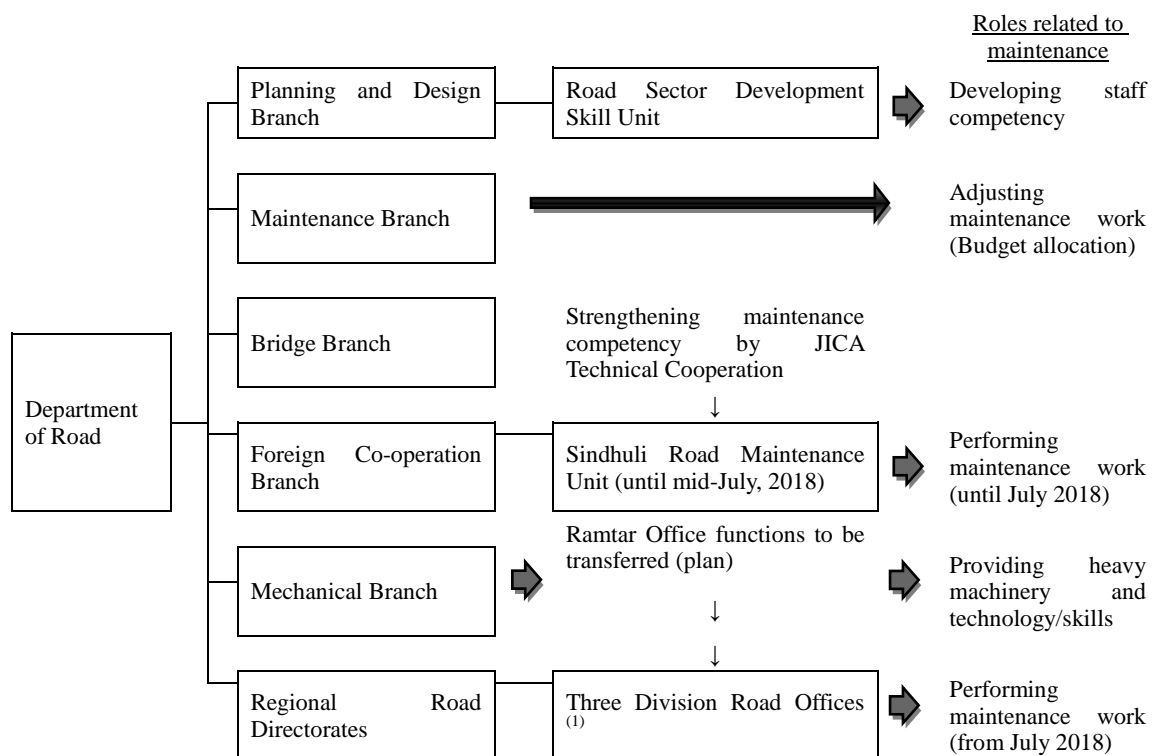 Roles related to
maintenance
Planning and Design
Branch
Road Sector Development
Skill Unit
Developing staff
competency
Maintenance Branch
Adjusting
maintenance work
(Budget allocation)
Bridge Branch
Strengthening maintenance
competency by JICA
Technical Cooperation
↓
Department
of Road
Foreign Co-operation
Branch
Sindhuli Road Maintenance
Unit (until mid-July, 2018)
Performing
maintenance work
(until July 2018)
Ramtar Office functions to be
transferred (plan)
Mechanical Branch
Providing heavy
machinery and
technology/skills
↓
↓
Regional Road
Directorates
Three Division Road Offices
(1)
Performing
maintenance work
(from July 2018)